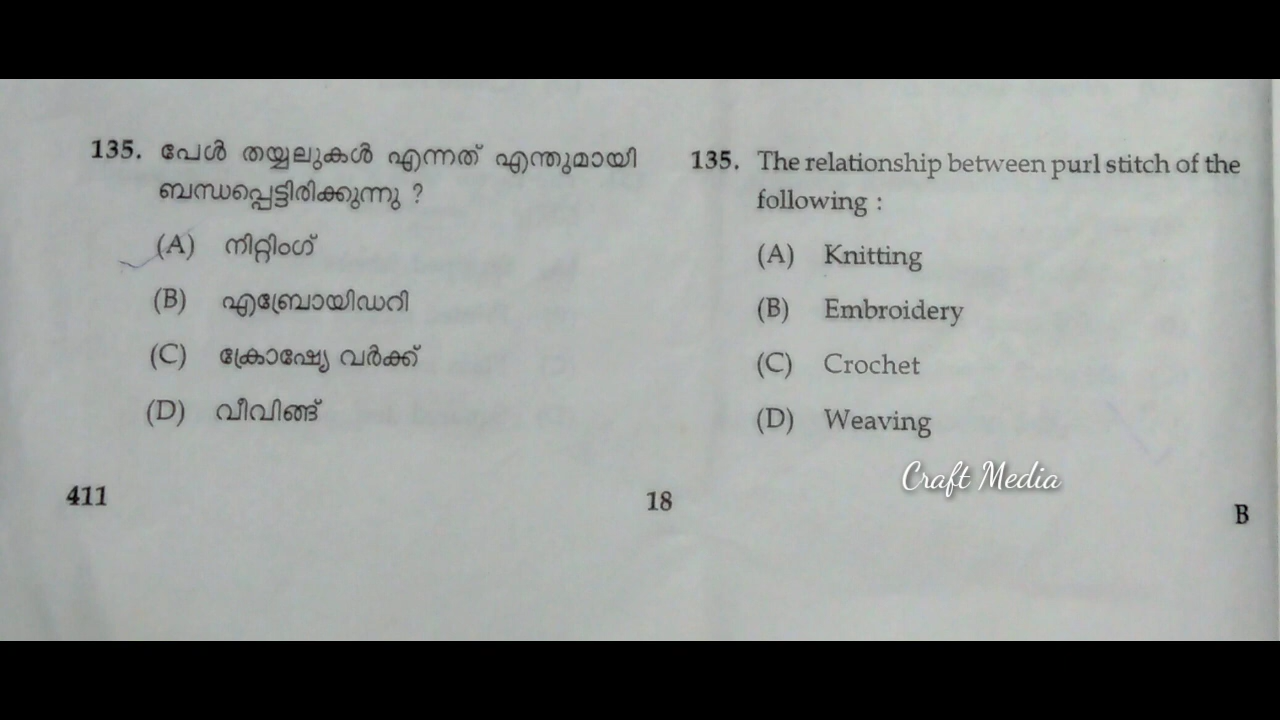 135. പേൾ തയ്യലുകൾ എന്നത് എന്തുമായി
ബന്ധപ്പെട്ടിരിക്കുന്നു ?
(A) നിറ്റിംഗ്
(B) എബ്രോയിഡറി
(C) ക്രോഷ്യേ വർക്ക്
(D) വീവിങ്ങ്
135. The relationship between purl stitch of the
following :
(A) Knitting
(B) Embroidery
(C) Crochet
(D) Weaving
Craft Media
411
18
B